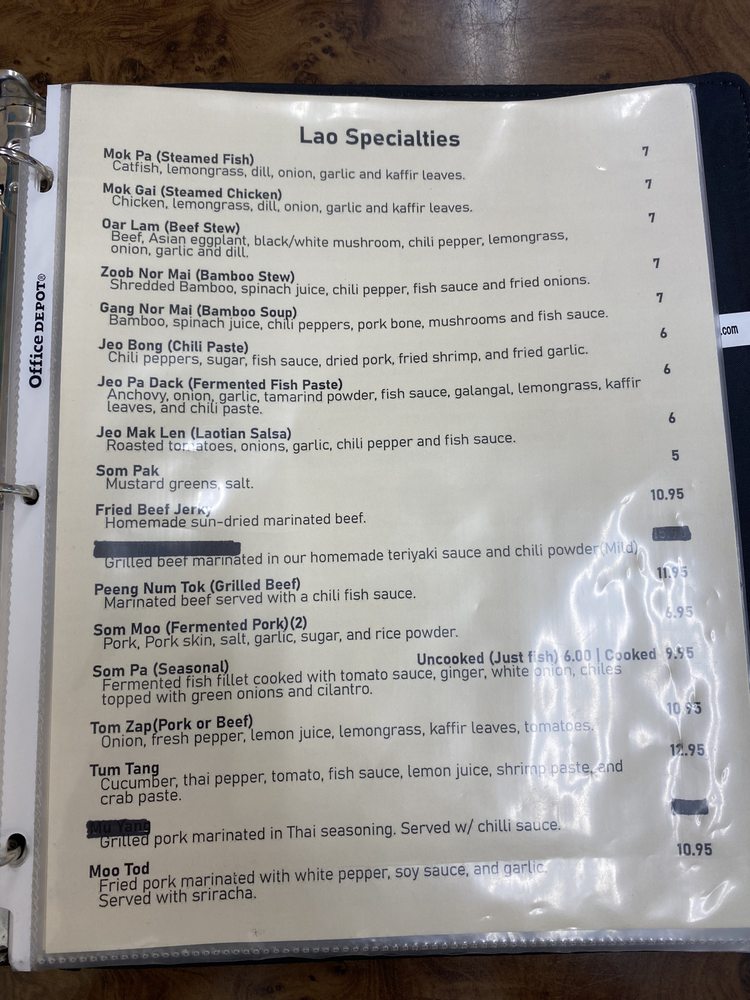 Lao Specialties
Mok Pa (Steamed Fish) 7
Catfish, lemongrass, dill, onion, garlic and kaffir leaves.
Mok Gai (Steamed Chicken) 7
Chicken, lemongrass, dill, onion, garlic and kaffir leaves.
Oar Lam (Beef Stew) 7
Beef, Asian eggplant, black/white mushroom, chili pepper, lemongrass,
onion, garlic and dill.
Zoob Nor Mai (Bamboo Stew) 7
Shredded Bamboo, spinach juice, chili pepper, fish sauce and fried onions.
Gang Nor Mai (Bamboo Soup) 7
Bamboo, spinach juice, chili peppers, pork bone, mushrooms and fish sauce.
Jeo Bong (Chili Paste) 6
Chili peppers, sugar, fish sauce, dried pork, fried shrimp, and fried garlic.
Jeo Pa Dack (Fermented Fish Paste) 6
Anchovy, onion, garlic, tamarind powder, fish sauce, galangal, lemongrass, kaffir
leaves, and chili paste.
Jeo Mak Len (Laotian Salsa) 6
Roasted tomatoes, onions, garlic, chili pepper and fish sauce.
Som Pak 5
Mustard greens, salt.
Fried Beef Jerky 10.95
Homemade sun-dried marinated beef.
Grilled beef marinated in our homemade teriyaki sauce and chili powder(Mild)
Peeng Num Tok (Grilled Beef) 11.95
Marinated beef served with a chili fish sauce.
Som Moo (Fermented Pork)(2) 6.95
Pork, Pork skin, salt, garlic, sugar, and rice powder.
Som Pa (Seasonal) Uncooked (Just fish) 6.00 | Cooked 9.95
Fermented fish fillet cooked with tomato sauce, ginger, white onion, chiles
topped with green onions and cilantro.
Tom Zap(Pork or Beef) 10.95
Onion, fresh pepper, lemon juice, lemongrass, kaffir leaves, tomatoes.
Tum Tang 12.95
Cucumber, thai pepper, tomato, fish sauce, lemon juice, shrimp paste, and
crab paste.
Mu Yang
Grilled pork marinated in Thai seasoning. Served w/ chilli sauce.
Moo Tod 10.95
Fried pork marinated with white pepper, soy sauce, and garlic.
Served with sriracha.
Office DEPOT®
.com